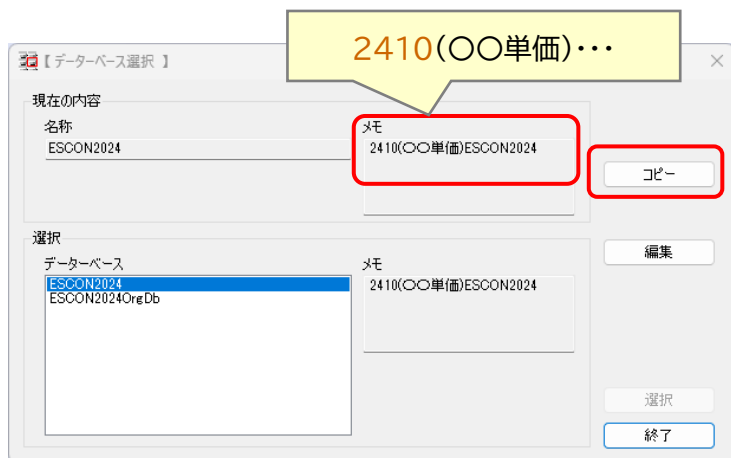 2410(〇〇単価)・・・
【 データーベース選択 】
現在の内容
名称
メモ
ESCON2024
2410(〇〇単価)ESCON2024
コピー
選択
データーベース
メモ
編集
ESCON2024
2410(〇〇単価)ESCON2024
ESCON2024OrgDb
選択
終了